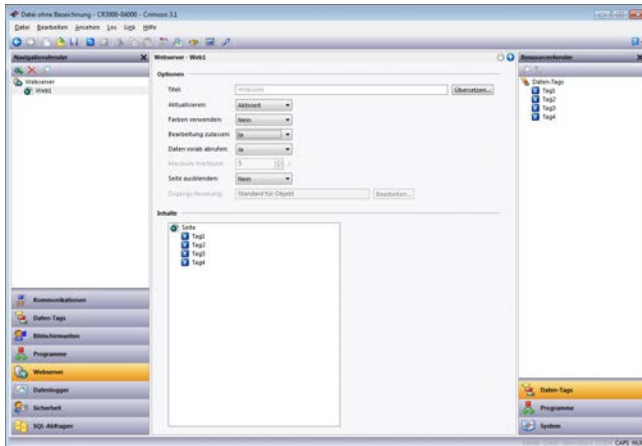 Datei ohne Bezeichnung - CR3000-04000 - Crimson 3.1
Datei Bearbeiten Ansehen Los Link Hilfe
Navigationsfenster
Webserver
Web1
Webserver - Web1
Optionen
Titel: Webseite Übersetzen...
Aktualisieren: Aktiviert
Farben verwenden: Nein
Bearbeitung zulassen: Ja
Daten vorab abrufen: Ja
Maximale Wartezeit: 5 s
Seite ausblenden: Nein
Zugangs-Steuerung: Standard für Objekt Bearbeiten...
Inhalte
Seite
Tag1
Tag2
Tag3
Tag4
Ressourcenfenster
Daten-Tags
Tag1
Tag2
Tag3
Tag4
Kommunikationen
Daten-Tags
Bildschirmseiten
Programme
Webserver
Datenlogger
Sicherheit
SQL-Abfragen
Daten-Tags
Programme
System
CAPS NUM